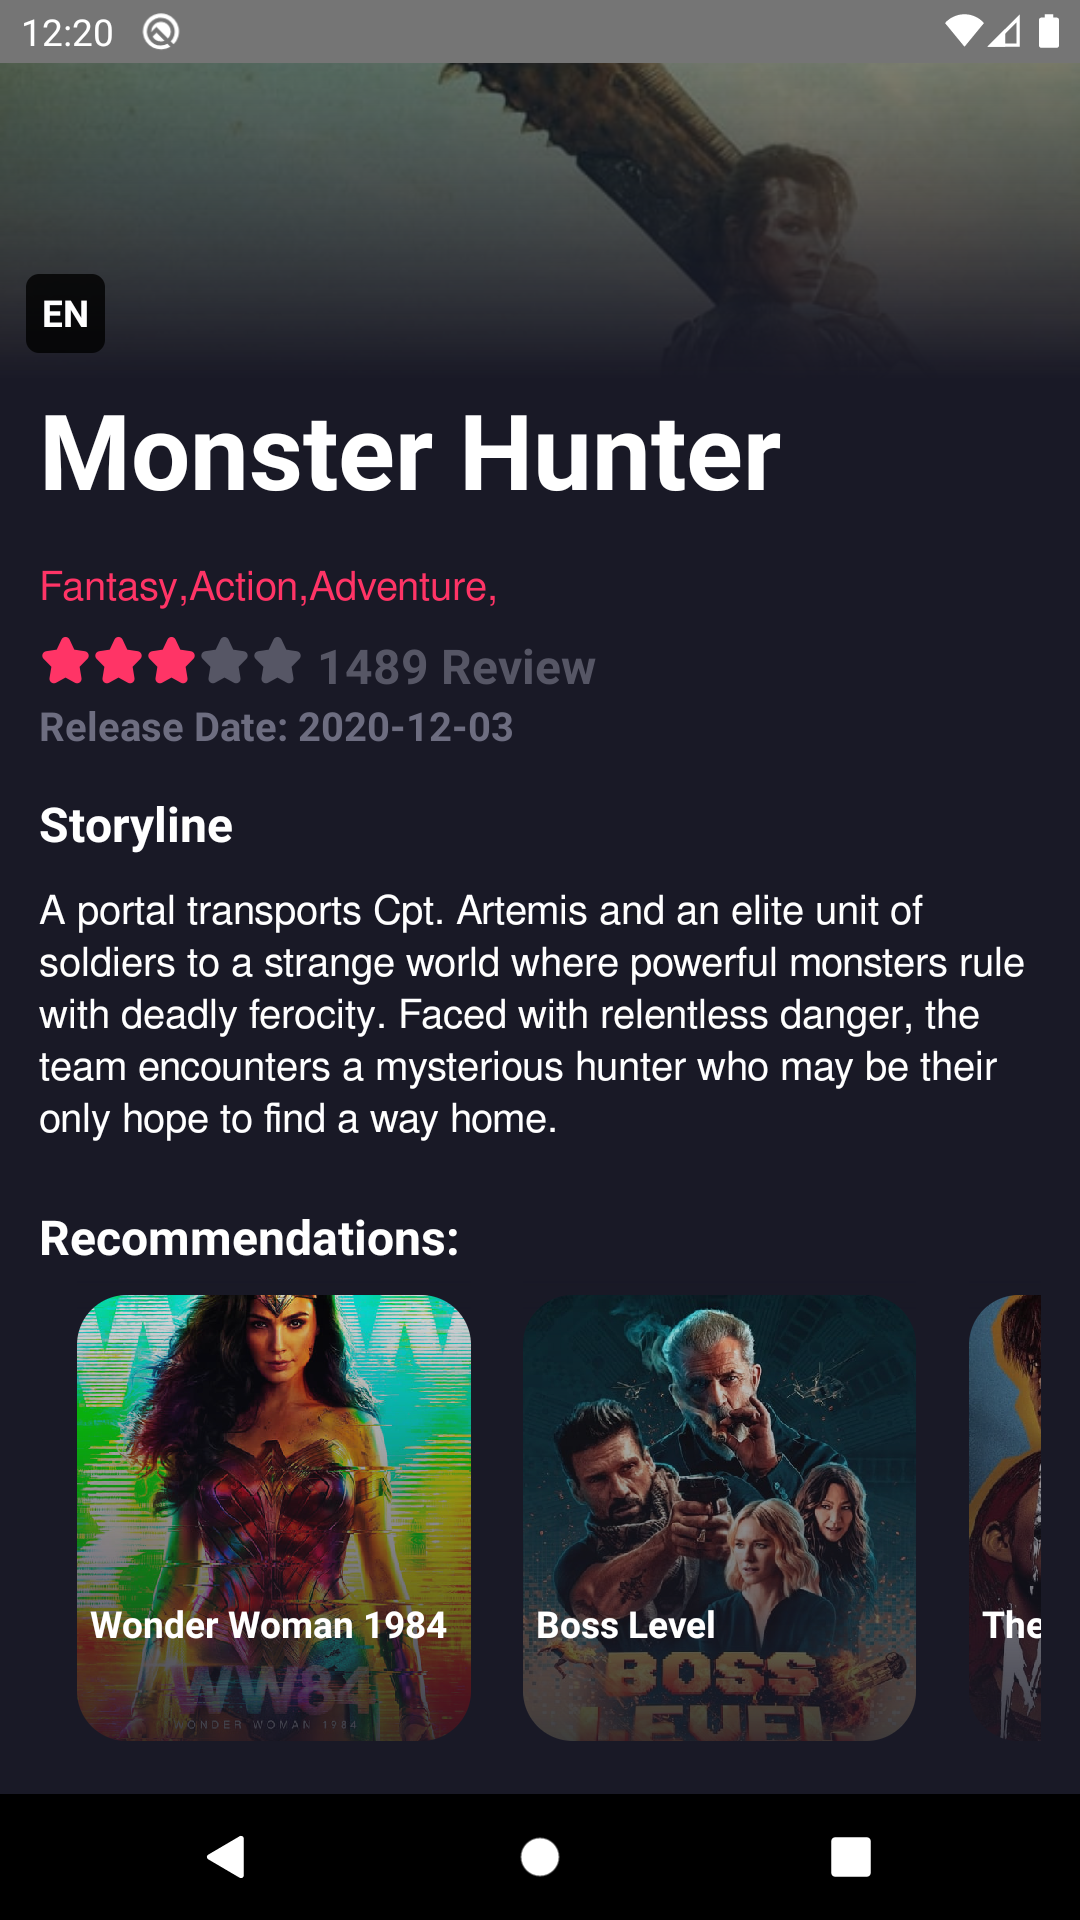 12:20
EN
Monster Hunter
Fantasy,Action,Adventure,
1489 Review
Release Date: 2020-12-03
Storyline
A portal transports Cpt. Artemis and an elite unit of
soldiers to a strange world where powerful monsters rule
with deadly ferocity. Faced with relentless danger, the
team encounters a mysterious hunter who may be their
only hope to find a way home.
Recommendations:
Wonder Woman 1984
WW84
WONDER WOMAN 1984
Boss Level
BOSS
LEVEL
The